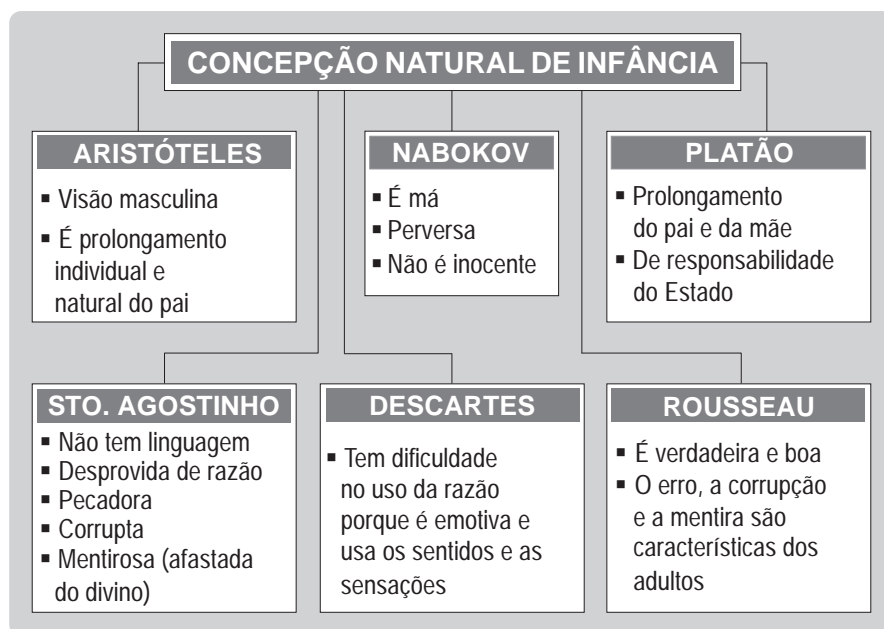 CONCEPÇÃO NATURAL DE INFÂNCIA
ARISTÓTELES
▪ Visão masculina
▪ É prolongamento
individual e
natural do pai
NABOKOV
▪ É má
▪ Perversa
▪ Não é inocente
PLATÃO
▪ Prolongamento
do pai e da mãe
▪ De responsabilidade
do Estado
STO. AGOSTINHO
▪ Não tem linguagem
▪ Desprovida de razão
▪ Pecadora
▪ Corrupta
▪ Mentirosa (afastada
do divino)
DESCARTES
▪ Tem dificuldade
no uso da razão
porque é emotiva e
usa os sentidos e as
sensações
ROUSSEAU
▪ É verdadeira e boa
▪ O erro, a corrupção
e a mentira são
características dos
adultos